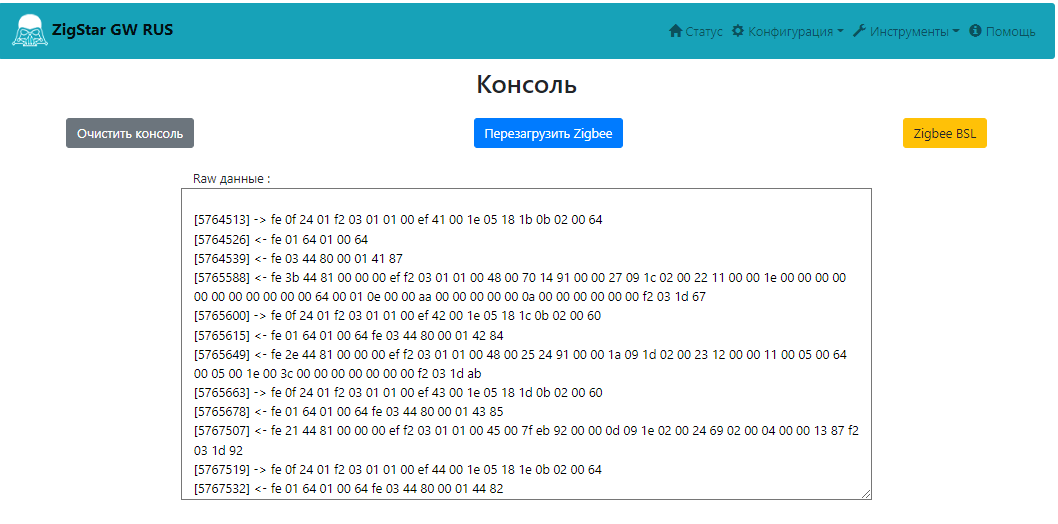 ZigStar GW RUS
Статус Конфигурация Инструменты Помощь
Консоль
Очистить консоль Перезагрузить Zigbee Zigbee BSL
Raw данные :
[5764513] -> fe 0f 24 01 f2 03 01 01 00 ef 41 00 1e 05 18 1b 0b 02 00 64
[5764526] <- fe 01 64 01 00 64
[5764539] <- fe 03 44 80 00 01 41 87
[5765588] <- fe 3b 44 81 00 00 00 ef f2 03 01 01 00 48 00 70 14 91 00 00 27 09 1c 02 00 22 11 00 00 1e 00 00 00 00
00 00 00 00 00 00 00 64 00 01 0e 00 00 aa 00 00 00 00 00 0a 00 00 00 00 00 00 f2 03 1d 67
[5765600] -> fe 0f 24 01 f2 03 01 01 00 ef 42 00 1e 05 18 1c 0b 02 00 60
[5765615] <- fe 01 64 01 00 64 fe 03 44 80 00 01 42 84
[5765649] <- fe 2e 44 81 00 00 00 ef f2 03 01 01 00 48 00 25 24 91 00 00 1a 09 1d 02 00 23 12 00 00 11 00 05 00 64
00 05 00 1e 00 3c 00 00 00 00 00 00 00 f2 03 1d ab
[5765663] -> fe 0f 24 01 f2 03 01 01 00 ef 43 00 1e 05 18 1d 0b 02 00 60
[5765678] <- fe 01 64 01 00 64 fe 03 44 80 00 01 43 85
[5767507] <- fe 21 44 81 00 00 00 ef f2 03 01 01 00 45 00 7f eb 92 00 00 0d 09 1e 02 00 24 69 02 00 04 00 00 13 87 f2
03 1d 92
[5767519] -> fe 0f 24 01 f2 03 01 01 00 ef 44 00 1e 05 18 1e 0b 02 00 64
[5767532] <- fe 01 64 01 00 64 fe 03 44 80 00 01 44 82